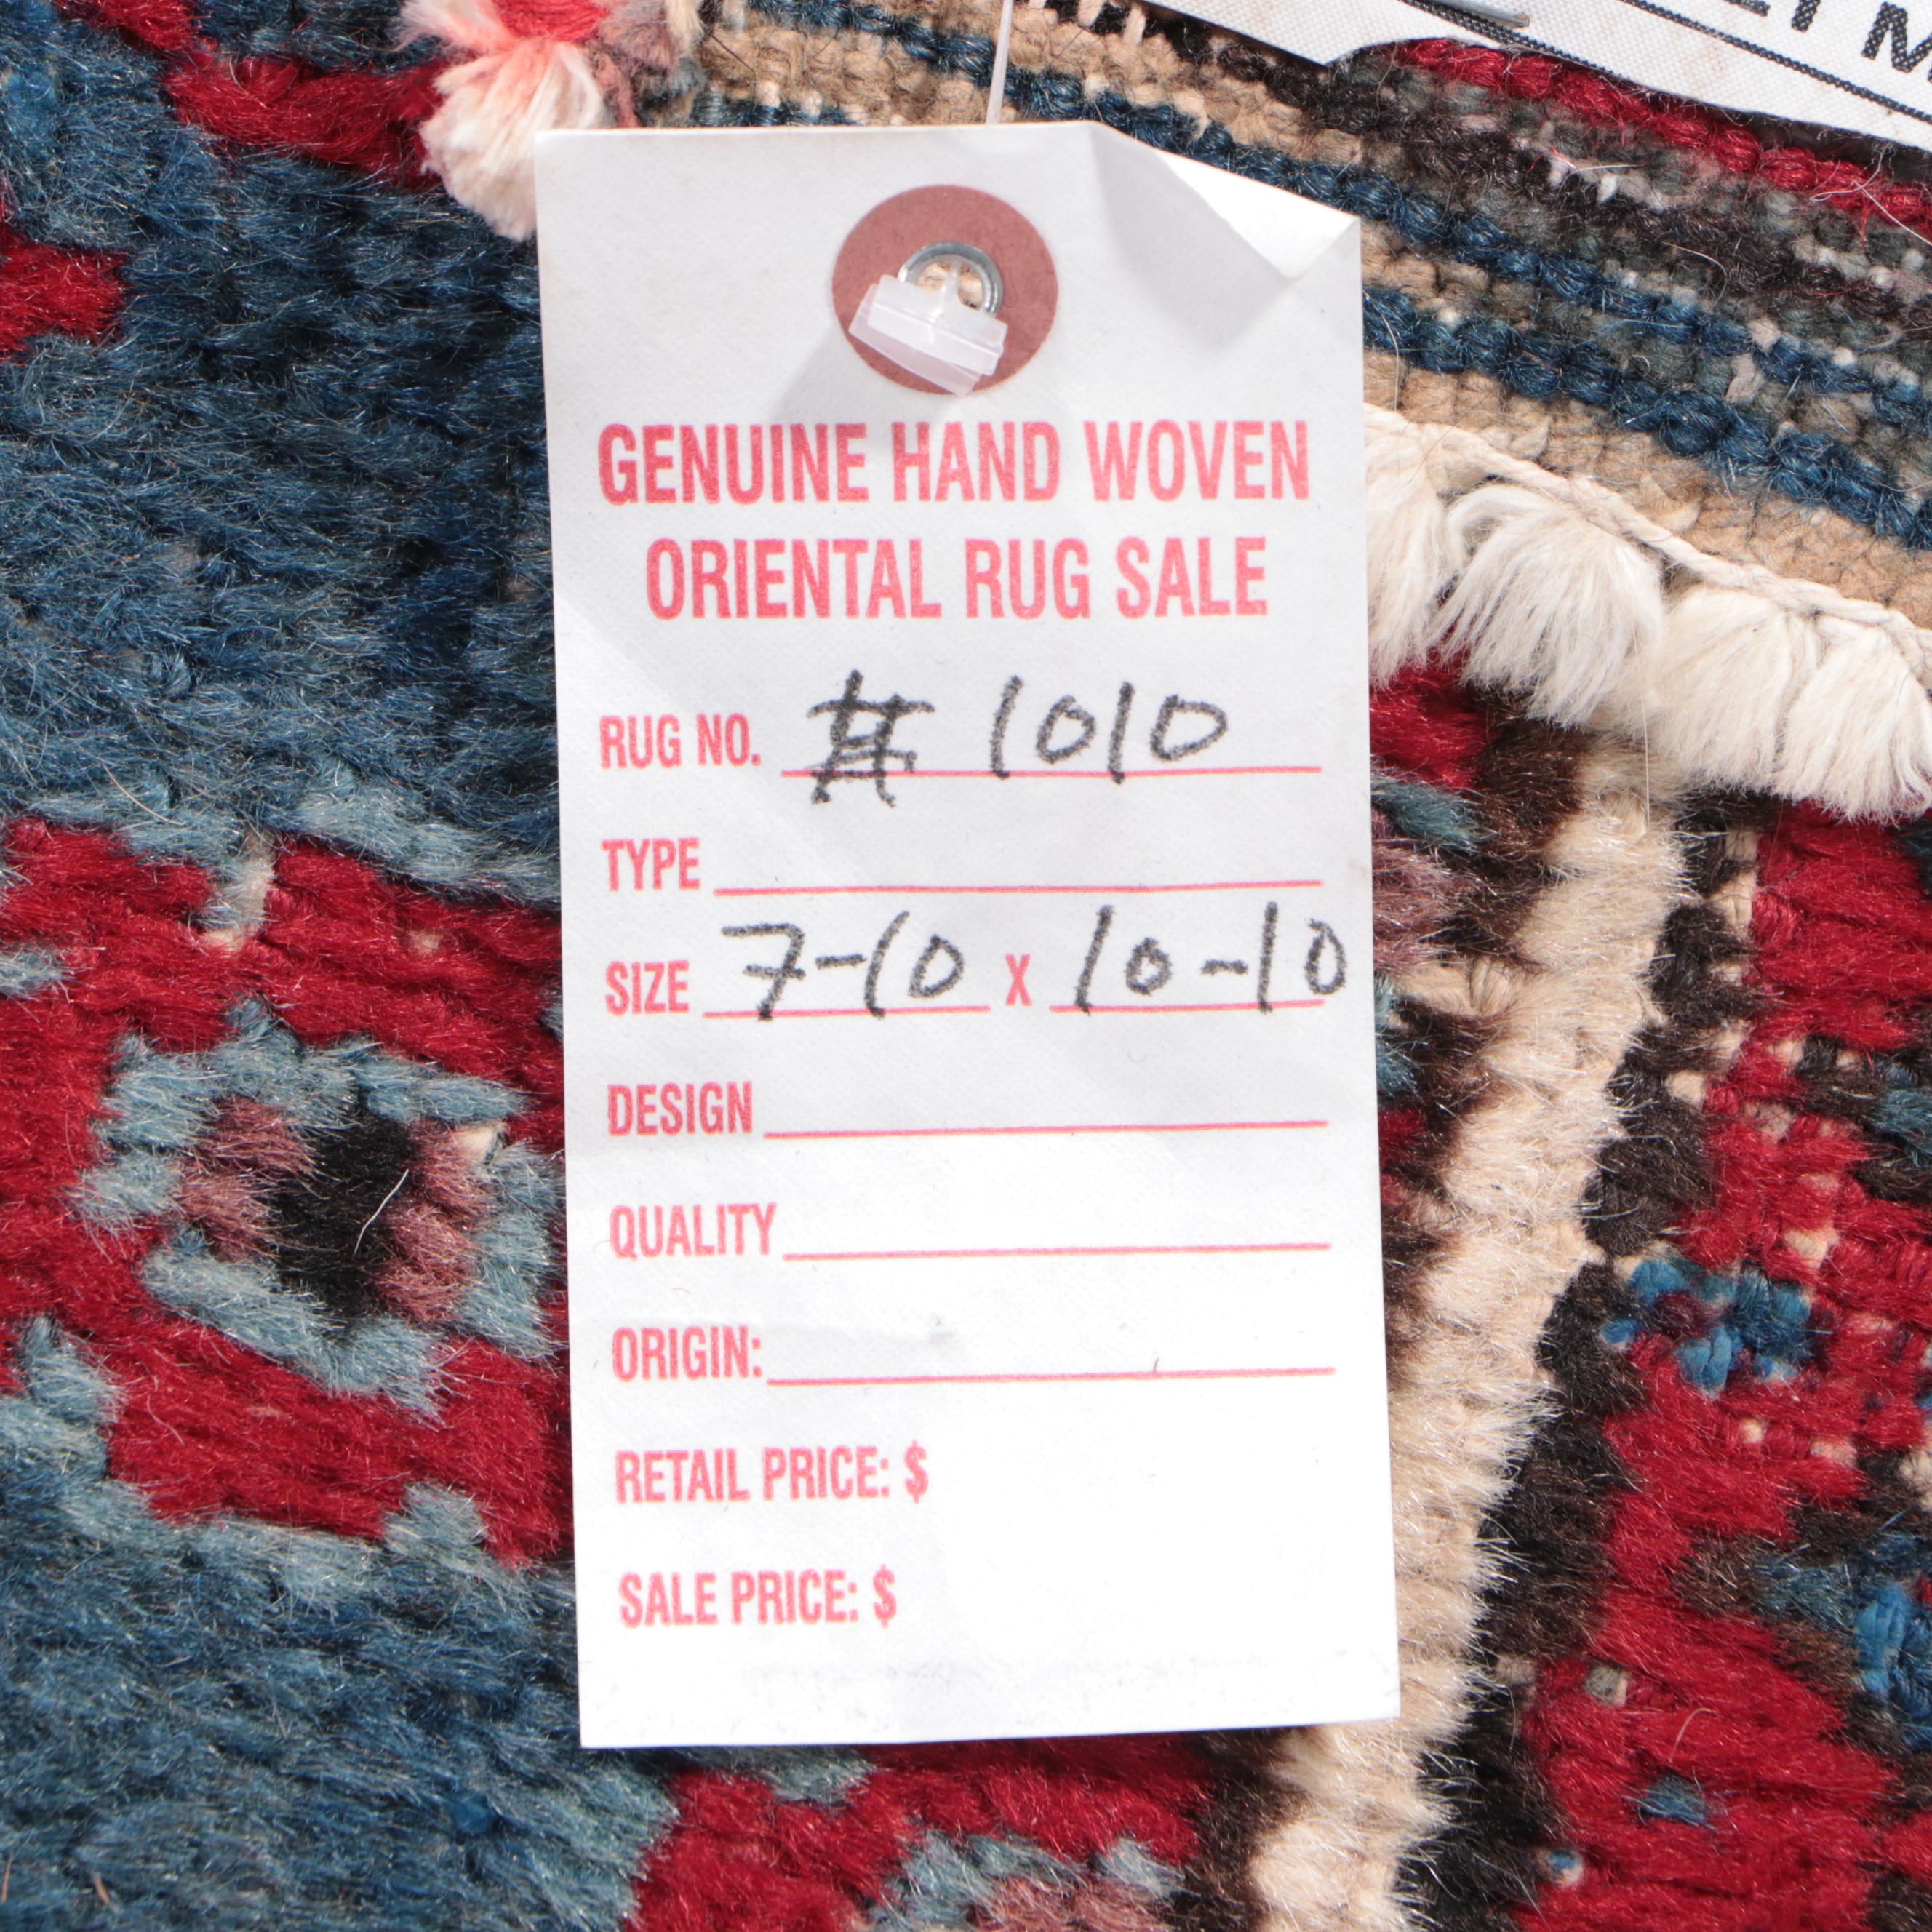 GENUINE HAND WOVEN
ORIENTAL RUG SALE
RUG NO. # 1010
TYPE
SIZE 7-10 X 10-10
DESIGN
QUALITY
ORIGIN:
RETAIL PRICE: $
SALE PRICE: $